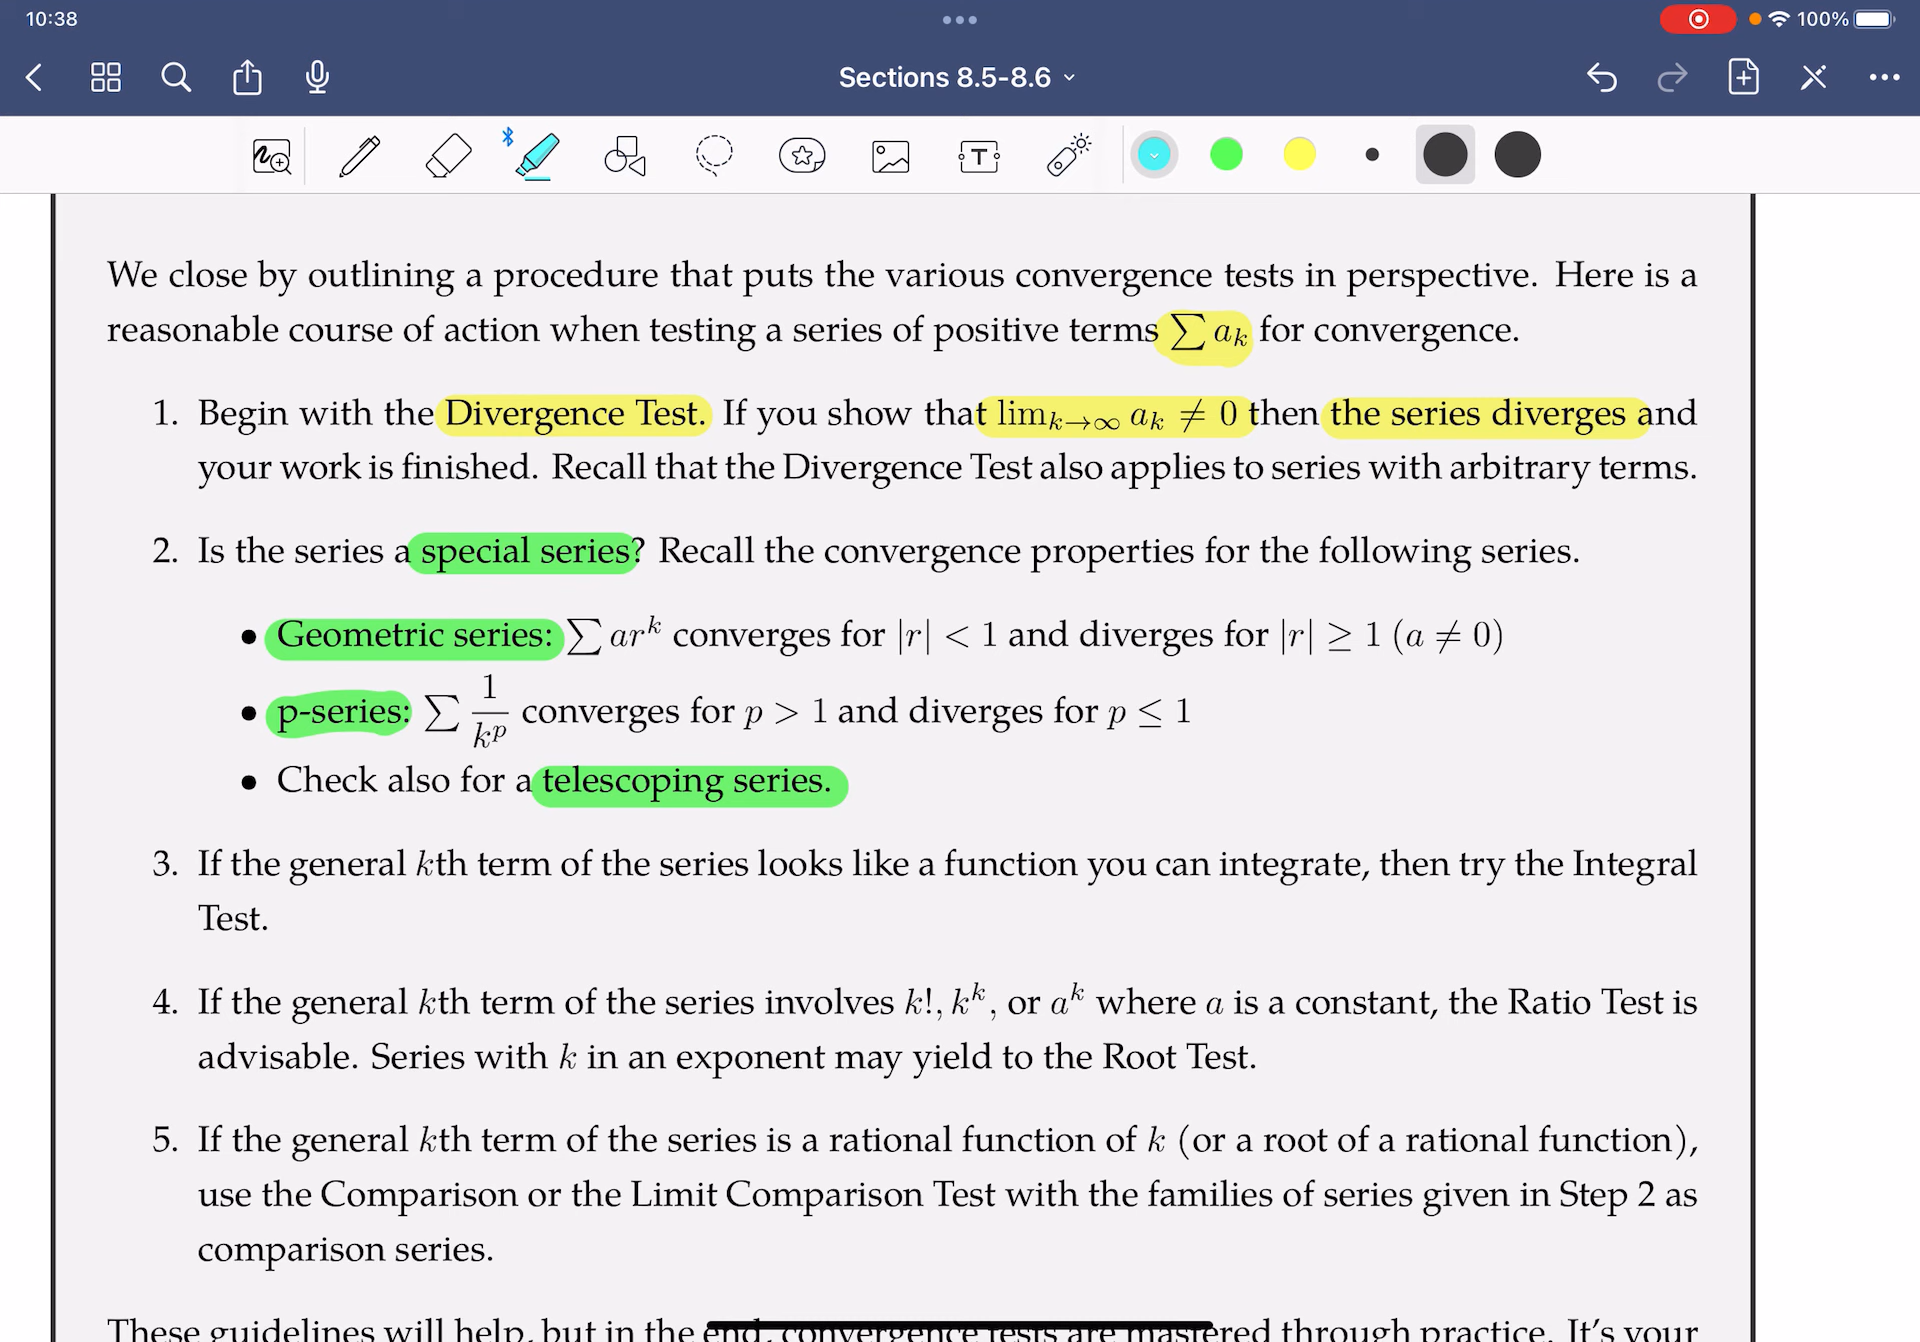 10:38
100%
Sections 8.5-8.6
T
We close by outlining a procedure that puts the various convergence tests in perspective. Here is a
reasonable course of action when testing a series of positive terms ∑ aₖ for convergence.
1. Begin with the Divergence Test. If you show that limₖ→∞ aₖ ≠ 0 then the series diverges and
your work is finished. Recall that the Divergence Test also applies to series with arbitrary terms.
2. Is the series a special series? Recall the convergence properties for the following series.
• Geometric series: ∑ arᵏ converges for |r| < 1 and diverges for |r| ≥ 1 (a ≠ 0)
• p-series: ∑ 1/kᵖ converges for p > 1 and diverges for p ≤ 1
• Check also for a telescoping series.
3. If the general kth term of the series looks like a function you can integrate, then try the Integral
Test.
4. If the general kth term of the series involves k!, kᵏ, or aᵏ where a is a constant, the Ratio Test is
advisable. Series with k in an exponent may yield to the Root Test.
5. If the general kth term of the series is a rational function of k (or a root of a rational function),
use the Comparison or the Limit Comparison Test with the families of series given in Step 2 as
comparison series.
These guidelines will help, but in the end, convergence tests are mastered through practice. It's your